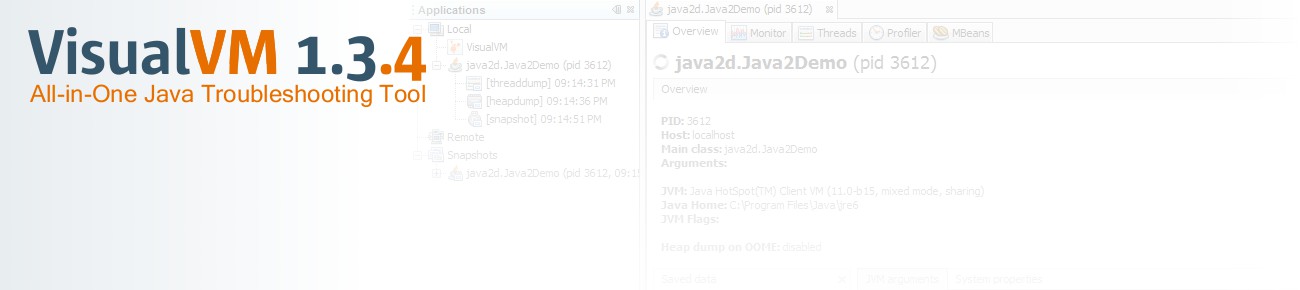 VisualVM 1.3.4
All-in-One Java Troubleshooting Tool
Applications
Local
VisualVM
java2d.Java2Demo (pid 3612)
[threaddump] 09:14:31 PM
[heapdump] 09:14:36 PM
[snapshot] 09:14:51 PM
Remote
Snapshots
java2d.Java2Demo (pid 3612, 09:1
java2d.Java2Demo (pid 3612)
Overview Monitor Threads Profiler MBeans
java2d.Java2Demo (pid 3612)
Overview
PID: 3612
Host: localhost
Main class: java2d.Java2Demo
Arguments:
JVM: Java HotSpot(TM) Client VM (11.0-b15, mixed mode, sharing)
Java Home: C:\Program Files\Java\jre6
JVM Flags:
Heap dump on OOME: disabled
Saved data JVM arguments System properties